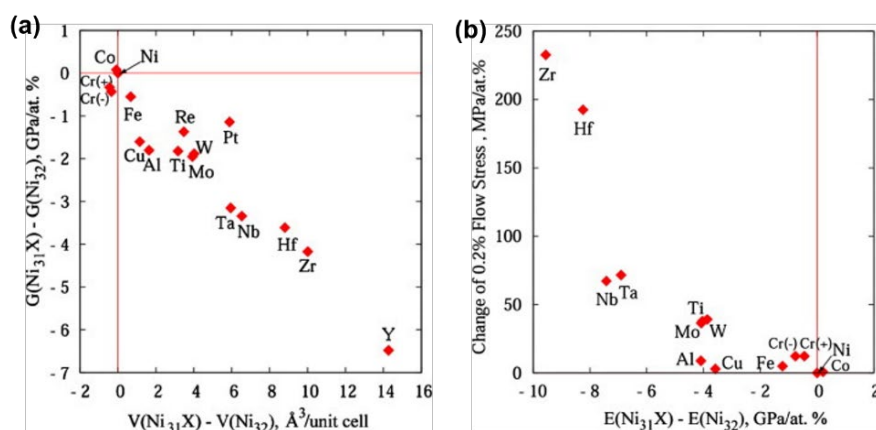 (a)
G(Ni31X) - G(Ni32), GPa/at. %
1
0
- 1
- 2
- 3
- 4
- 5
- 6
- 7
Co
Ni
Cr(+)
Cr(-)
Fe
Re
Pt
Cu
Al
Ti
W
Mo
Ta
Nb
Hf
Zr
Y
-2 0 2 4 6 8 10 12 14 16
V(Ni31X) - V(Ni32), Å3/unit cell
(b)
Change of 0.2% Flow Stress , MPa/at.%
250
200
150
100
50
0
Zr
Hf
Nb
Ta
Ti
Mo
W
Al
Cu
Fe
Cr(-)
Cr(+)
Ni
Co
- 10 - 8 - 6 - 4 - 2 0 2
E(Ni31X) - E(Ni32), GPa/at. %